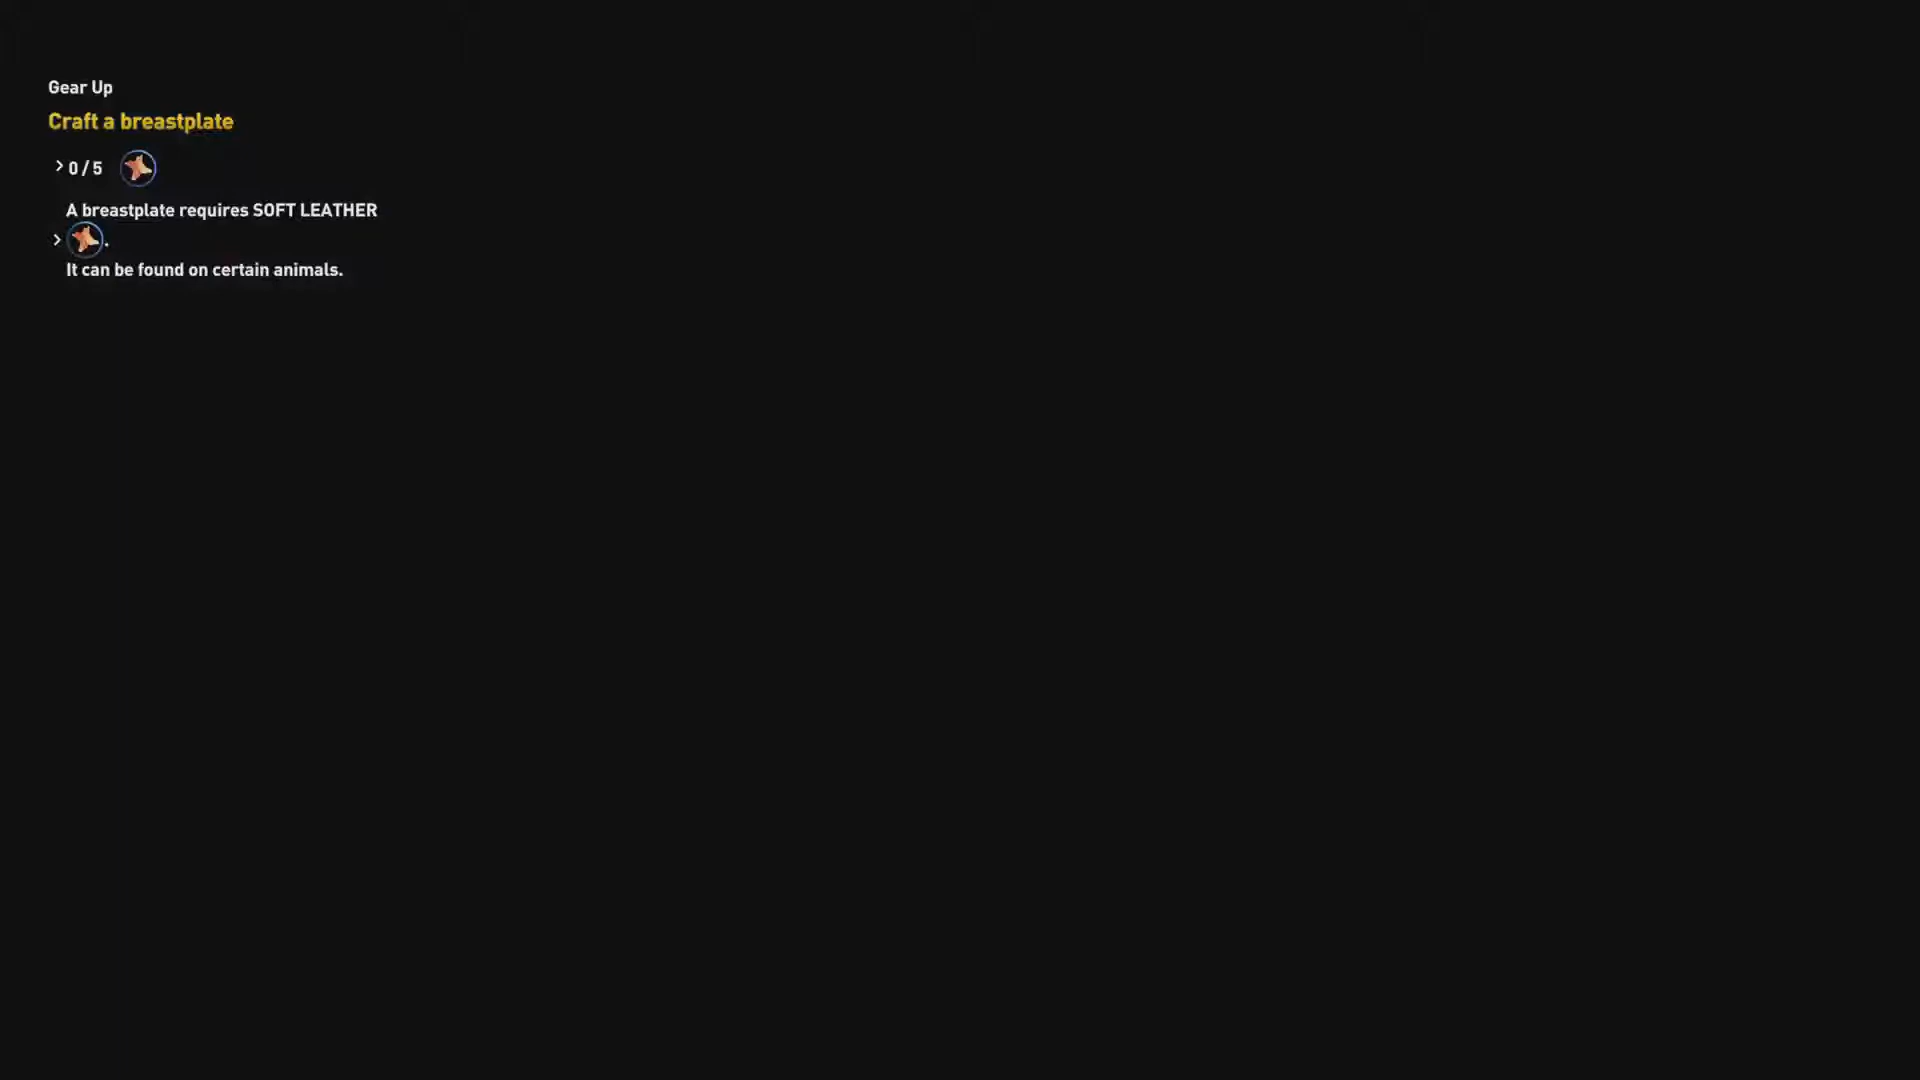 Gear Up
Craft a breastplate
> 0 / 5
A breastplate requires SOFT LEATHER
> .
It can be found on certain animals.